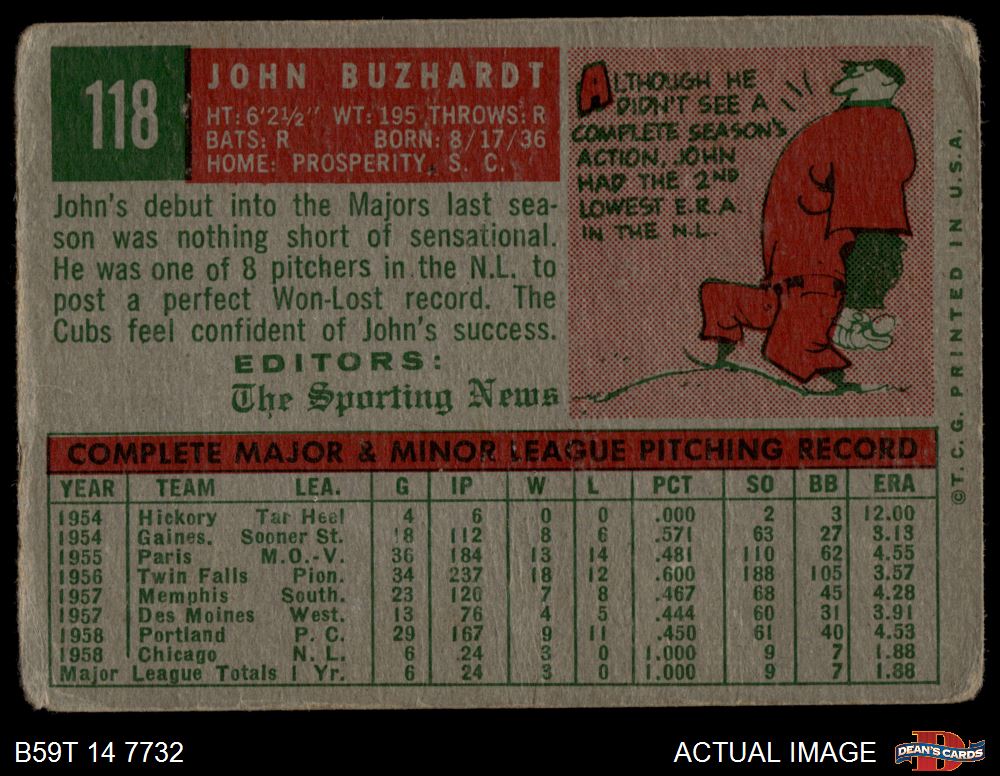 118
JOHN BUZHARDT
HT: 6'2½" WT: 195 THROWS: R
BATS: R BORN: 8/17/36
HOME: PROSPERITY, S. C.
John's debut into the Majors last sea-
son was nothing short of sensational.
He was one of 8 pitchers in the N.L. to
post a perfect Won-Lost record. The
Cubs feel confident of John's success.
EDITORS:
The Sporting News
ALTHOUGH HE
DIDN'T SEE A
COMPLETE SEASON'S
ACTION, JOHN
HAD THE 2ND
LOWEST E.R.A.
IN THE N.L.
©T. C. G. PRINTED IN U.S.A.
COMPLETE MAJOR & MINOR LEAGUE PITCHING RECORD
YEAR TEAM LEA. G IP W L PCT SO BB ERA
1954 Hickory Tar Heel 4 6 0 0 .000 2 3 12.00
1954 Gaines. Sooner St. 18 112 8 6 .571 63 27 3.13
1955 Paris M.O.-V. 36 184 13 14 .481 110 62 4.55
1956 Twin Falls Pion. 34 237 18 12 .600 188 105 3.57
1957 Memphis South. 23 120 7 8 .467 68 45 4.28
1957 Des Moines West. 13 76 4 5 .444 60 31 3.91
1958 Portland P. C. 29 167 9 11 .450 61 40 4.53
1958 Chicago N. L. 6 24 3 0 1.000 9 7 1.88
Major League Totals 1 Yr. 6 24 3 0 1.000 9 7 1.88
B59T 14 7732
ACTUAL IMAGE
DEAN'S CARDS